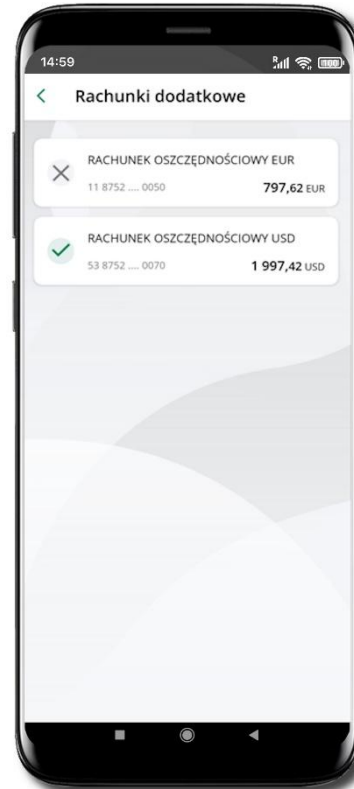 14:59
Rachunki dodatkowe
RACHUNEK OSZCZĘDNOŚCIOWY EUR
11 8752 .... 0050 797,62 EUR
RACHUNEK OSZCZĘDNOŚCIOWY USD
53 8752 .... 0070 1 997,42 USD